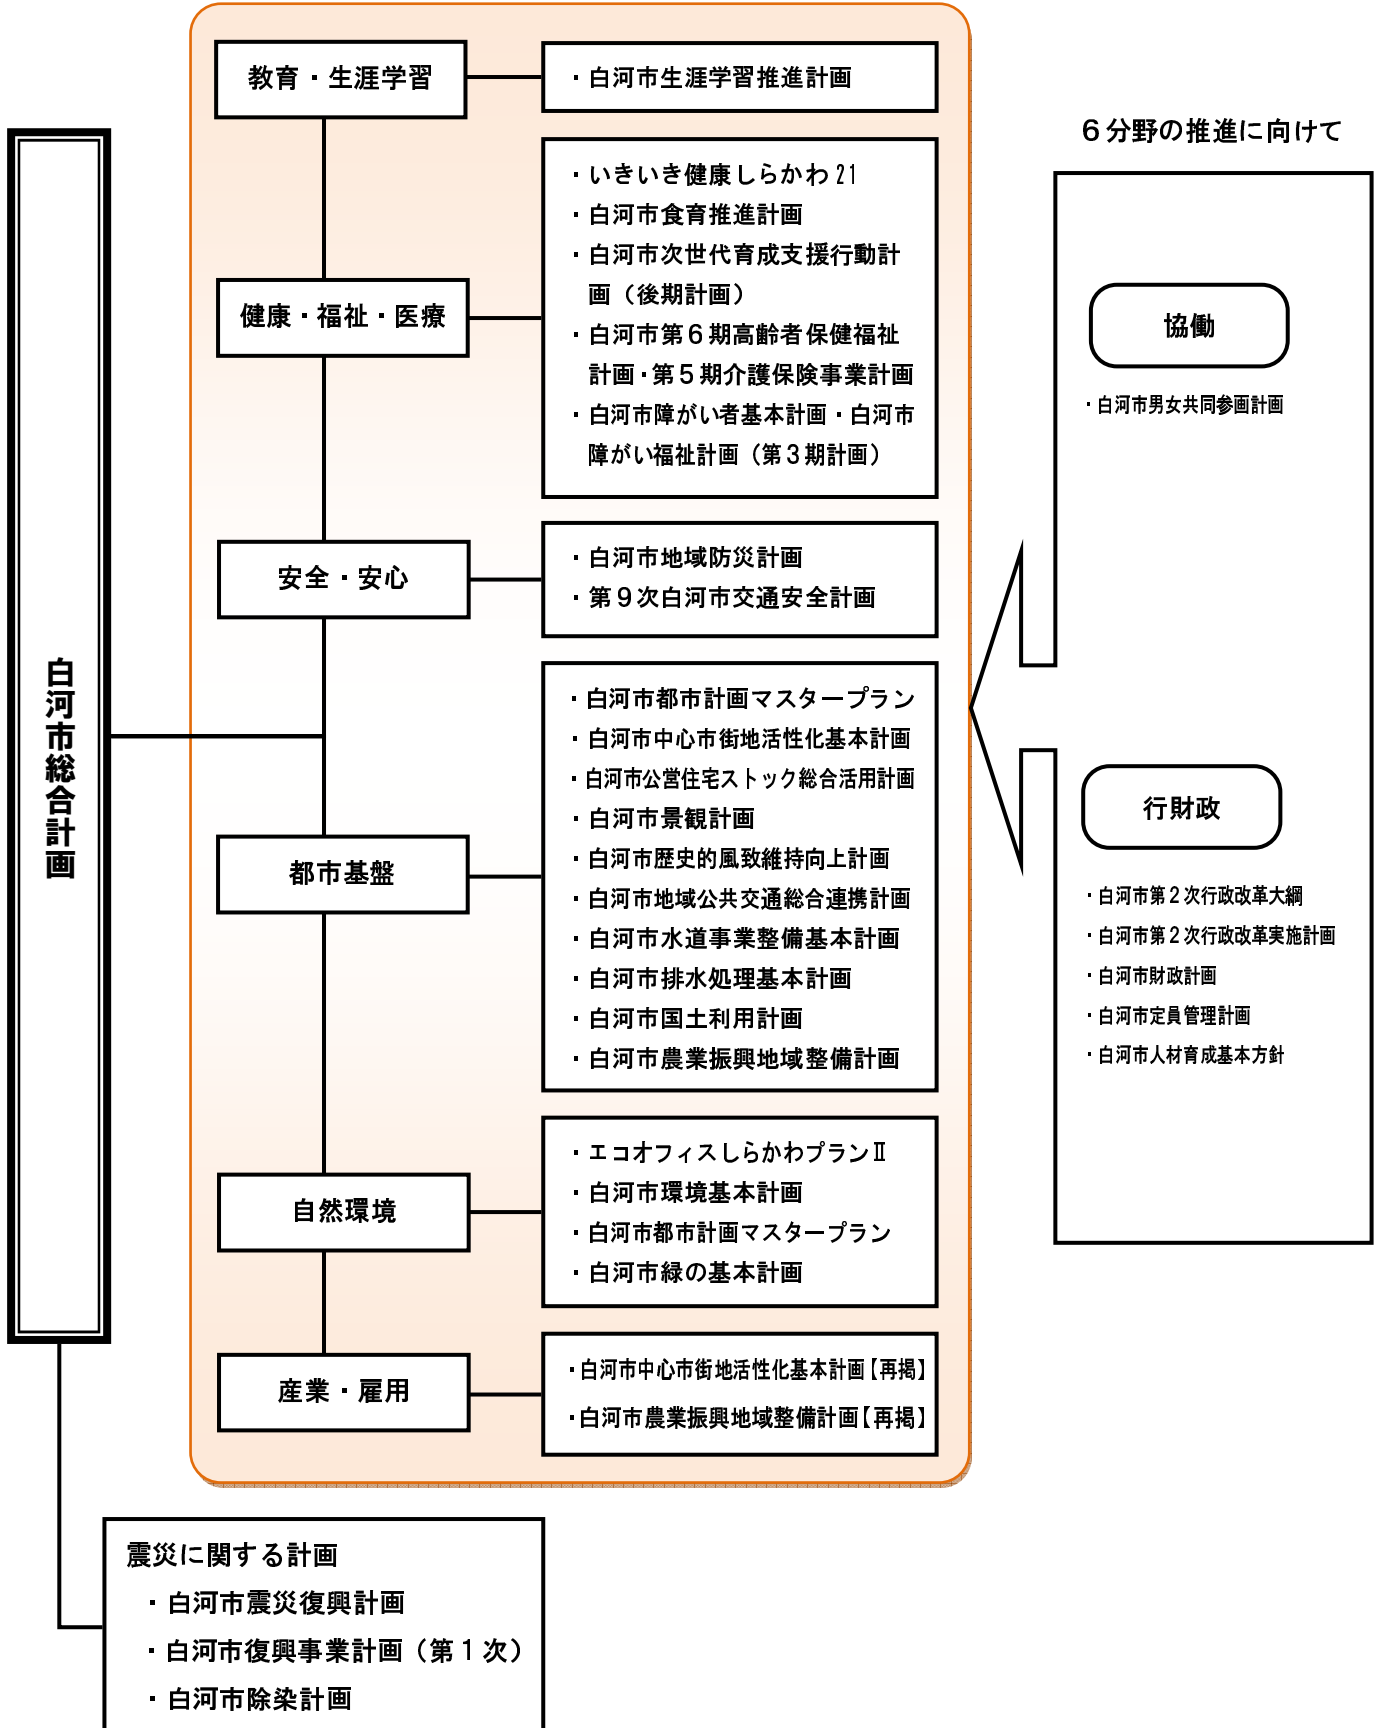 白河市総合計画
教育・生涯学習
・白河市生涯学習推進計画
健康・福祉・医療
・いきいき健康しらかわ21
・白河市食育推進計画
・白河市次世代育成支援行動計
画（後期計画）
・白河市第６期高齢者保健福祉
計画・第５期介護保険事業計画
・白河市障がい者基本計画・白河市
障がい福祉計画（第３期計画）
安全・安心
・白河市地域防災計画
・第９次白河市交通安全計画
都市基盤
・白河市都市計画マスタープラン
・白河市中心市街地活性化基本計画
・白河市公営住宅ストック総合活用計画
・白河市景観計画
・白河市歴史的風致維持向上計画
・白河市地域公共交通総合連携計画
・白河市水道事業整備基本計画
・白河市排水処理基本計画
・白河市国土利用計画
・白河市農業振興地域整備計画
自然環境
・エコオフィスしらかわプランⅡ
・白河市環境基本計画
・白河市都市計画マスタープラン
・白河市緑の基本計画
産業・雇用
・白河市中心市街地活性化基本計画【再掲】
・白河市農業振興地域整備計画【再掲】
６分野の推進に向けて
協働
・白河市男女共同参画計画
行財政
・白河市第２次行政改革大綱
・白河市第２次行政改革実施計画
・白河市財政計画
・白河市定員管理計画
・白河市人材育成基本方針
震災に関する計画
・白河市震災復興計画
・白河市復興事業計画（第１次）
・白河市除染計画